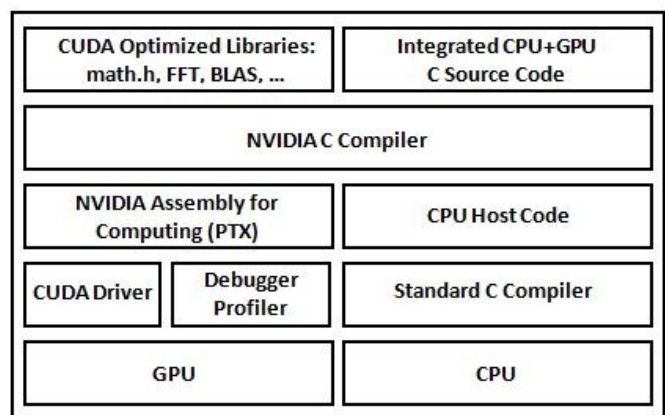 CUDA Optimized Libraries:
math.h, FFT, BLAS, ...
Integrated CPU+GPU
C Source Code
NVIDIA C Compiler
NVIDIA Assembly for
Computing (PTX)
CPU Host Code
CUDA Driver
Debugger
Profiler
Standard C Compiler
GPU
CPU